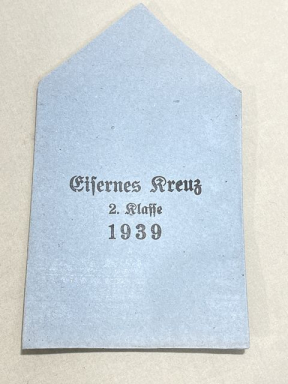 Eisernes Kreuz
2. Klasse
1939